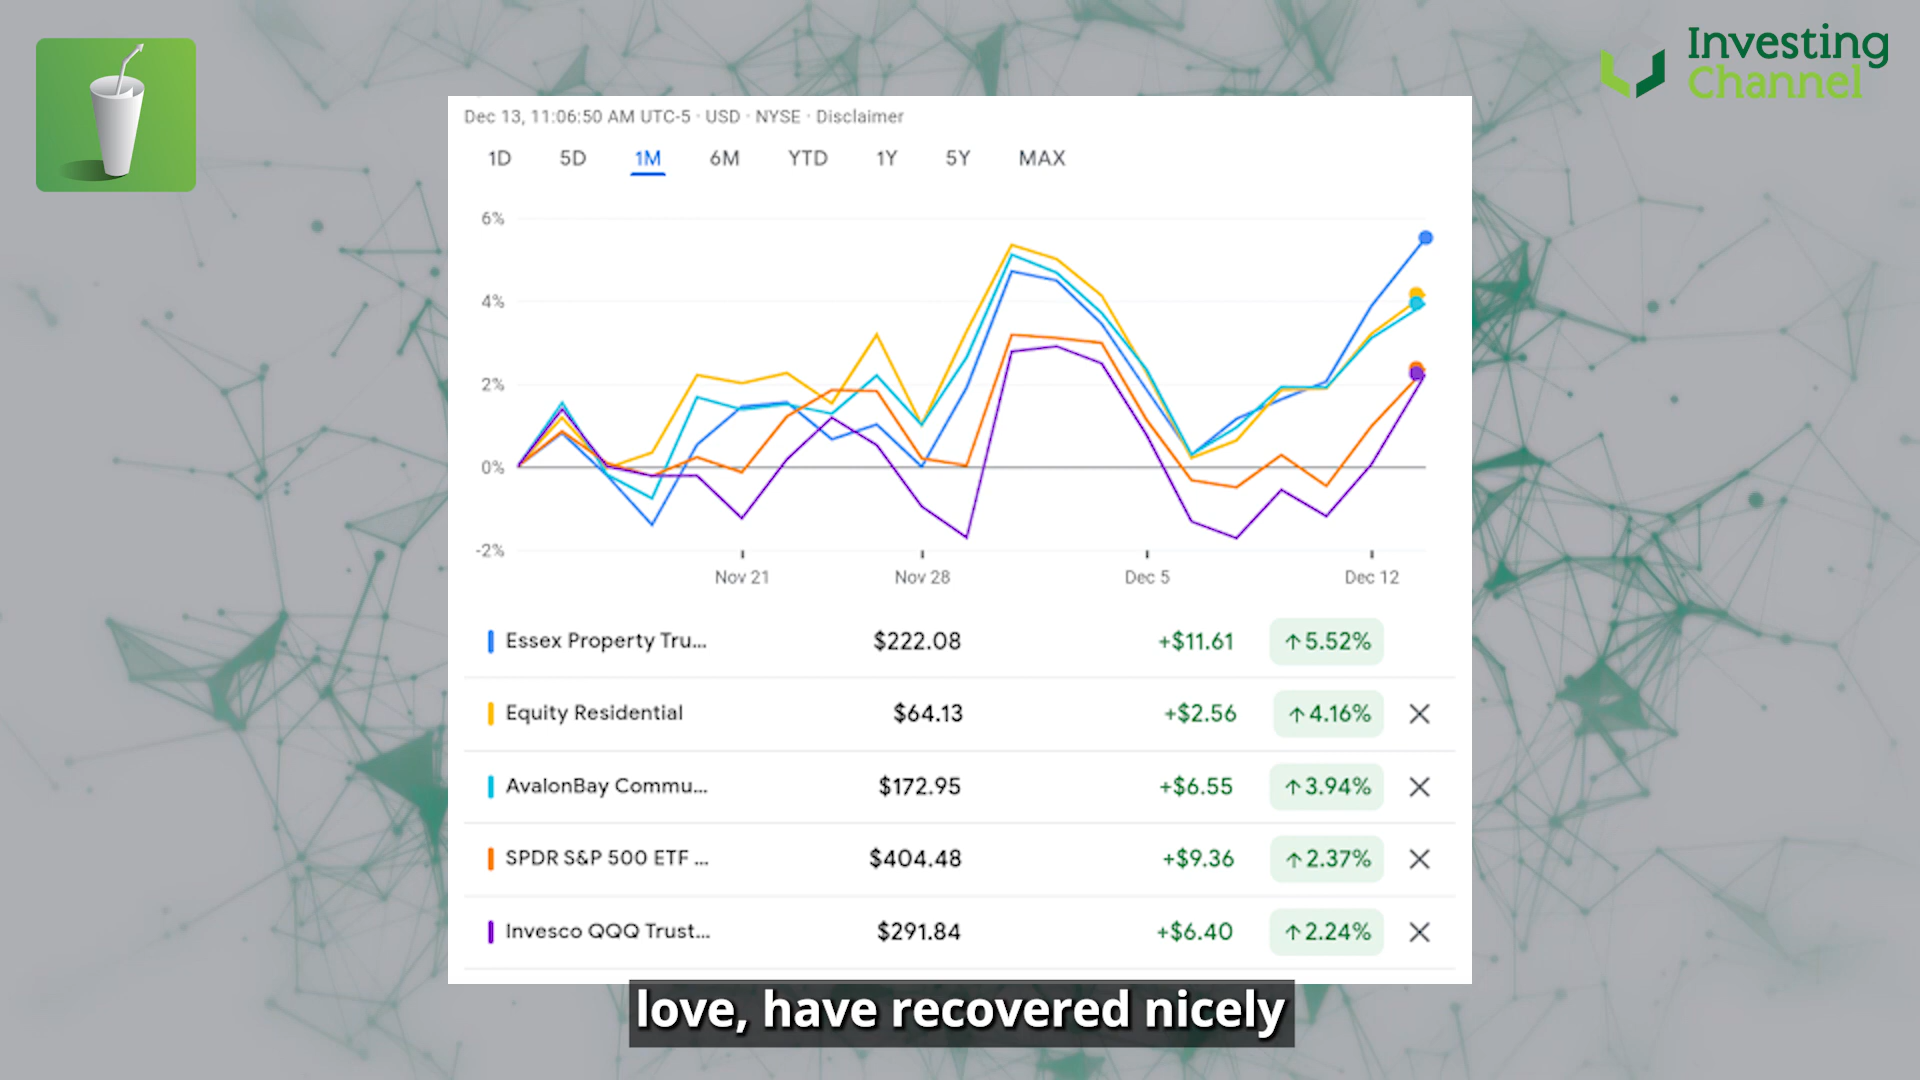 Investing
Channel
Dec 13, 11:06:50 AM UTC-5 · USD · NYSE · Disclaimer
1D 5D 1M 6M YTD 1Y 5Y MAX
6%
4%
2%
0%
-2%
Nov 21 Nov 28 Dec 5 Dec 12
Essex Property Tru... $222.08 +$11.61 ↑5.52%
Equity Residential $64.13 +$2.56 ↑4.16%
AvalonBay Commu... $172.95 +$6.55 ↑3.94%
SPDR S&P 500 ETF ... $404.48 +$9.36 ↑2.37%
Invesco QQQ Trust... $291.84 +$6.40 ↑2.24%
love, have recovered nicely